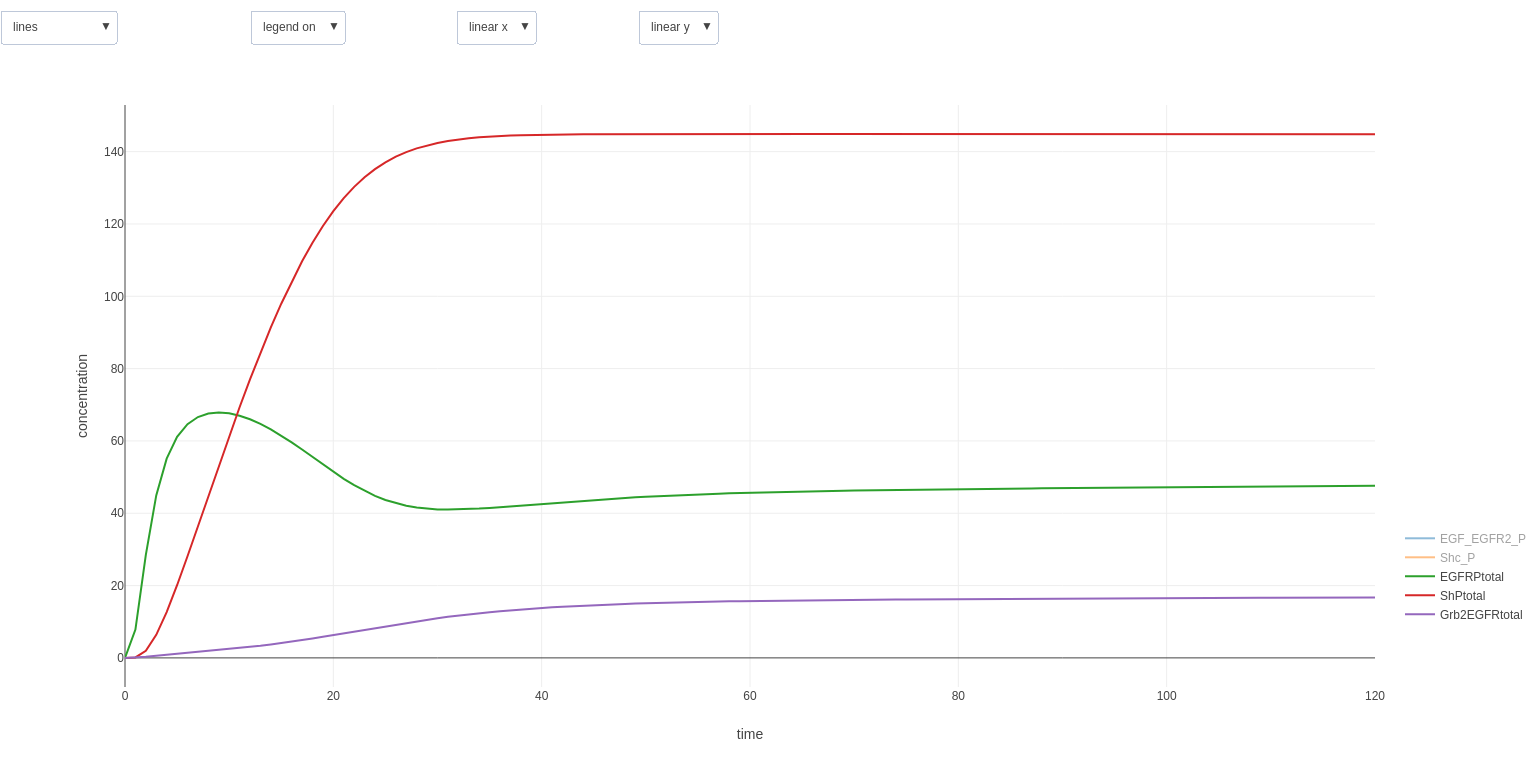 lines ▼ legend on ▼ linear x ▼ linear y ▼
140
120
100
80
60
40
20
0
concentration
0 20 40 60 80 100 120
time
EGF_EGFR2_P
Shc_P
EGFRPtotal
ShPtotal
Grb2EGFRtotal